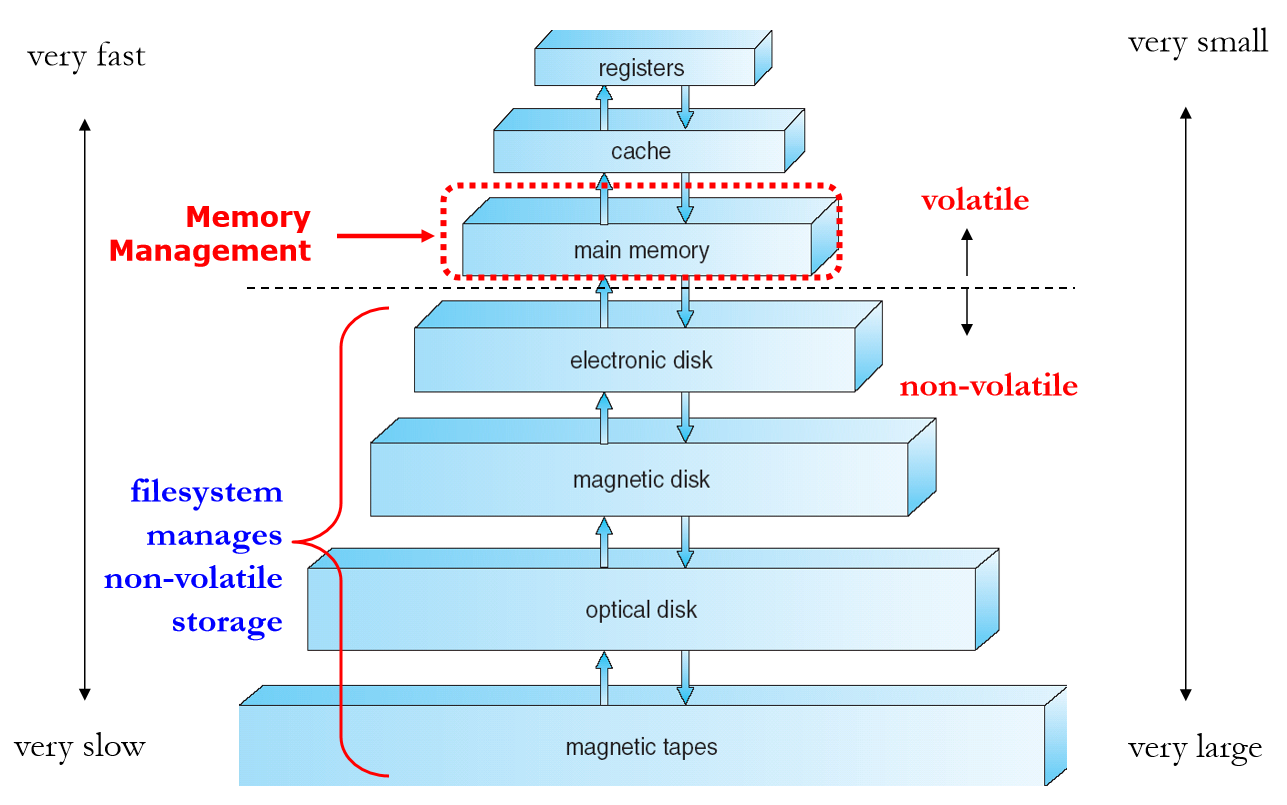 very fast
very small
registers
cache
Memory
Management
main memory
volatile
electronic disk
non-volatile
magnetic disk
filesystem
manages
non-volatile
storage
optical disk
very slow
magnetic tapes
very large